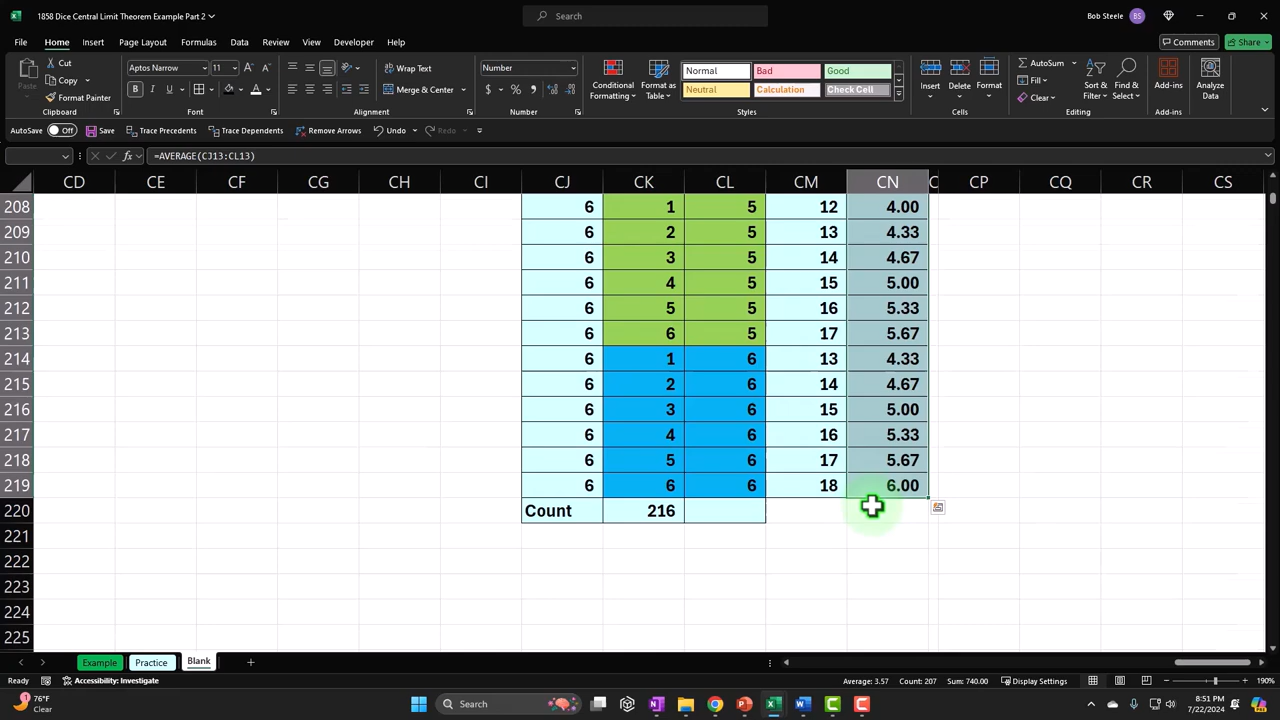 1858 Dice Central Limit Theorem Example Part 2
Search
Bob Steele BS
File Home Insert Page Layout Formulas Data Review View Developer Help Comments Share
Cut
Copy
Format Painter
Paste
Clipboard
Aptos Narrow 11
B I U
Font
Wrap Text
Merge & Center
Alignment
Number
$ % 9
Number
Conditional Formatting
Format as Table
Normal Bad Good
Neutral Calculation Check Cell
Styles
Insert Delete Format
Cells
AutoSum
Fill
Clear
Sort & Filter
Find & Select
Editing
Add-ins
Add-ins
Analyze Data
AutoSave Off Save Trace Precedents Trace Dependents Remove Arrows Undo Redo
fx =AVERAGE(CJ13:CL13)
CD CE CF CG CH CI CJ CK CL CM CN C CP CQ CR CS
208 6 1 5 12 4.00
209 6 2 5 13 4.33
210 6 3 5 14 4.67
211 6 4 5 15 5.00
212 6 5 5 16 5.33
213 6 6 5 17 5.67
214 6 1 6 13 4.33
215 6 2 6 14 4.67
216 6 3 6 15 5.00
217 6 4 6 16 5.33
218 6 5 6 17 5.67
219 6 6 6 18 6.00
220 Count 216
221
222
223
224
225
Example Practice Blank
Ready Accessibility: Investigate Average: 3.57 Count: 207 Sum: 740.00 Display Settings 190%
1 76°F
Clear
Search
8:51 PM
7/22/2024